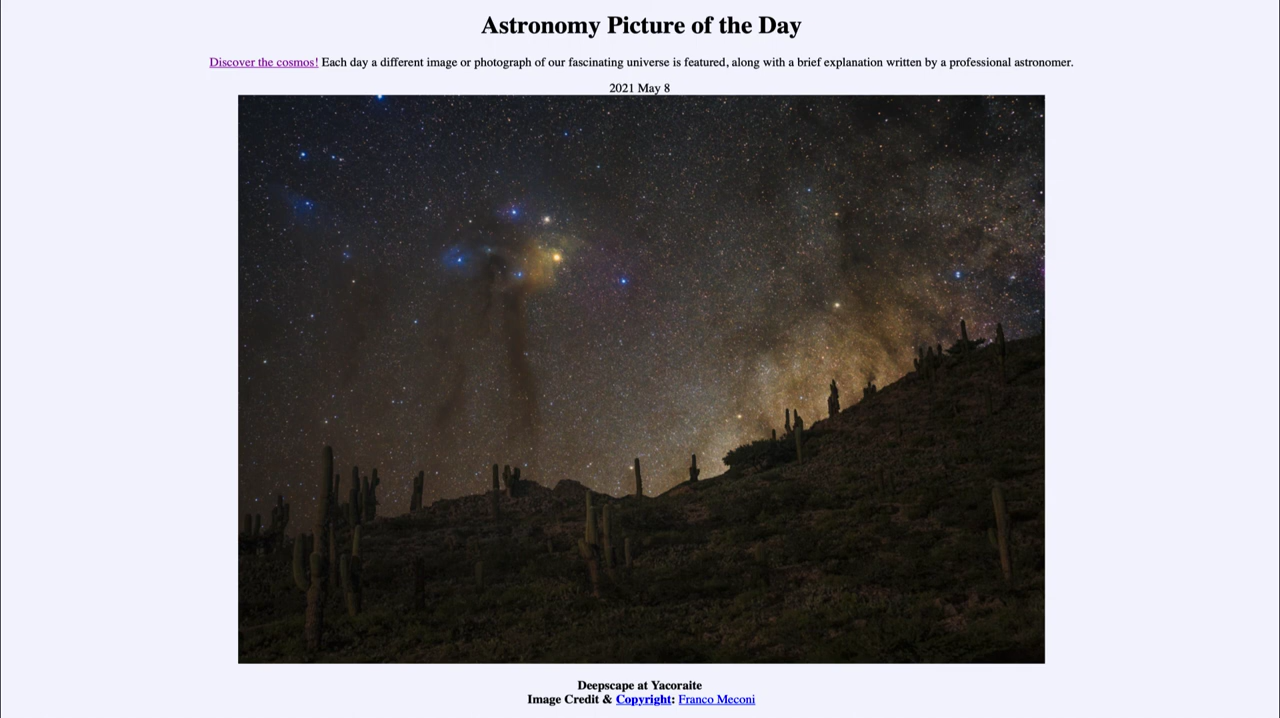 Astronomy Picture of the Day
Discover the cosmos! Each day a different image or photograph of our fascinating universe is featured, along with a brief explanation written by a professional astronomer.
2021 May 8
Deepscape at Yacoraite
Image Credit & Copyright: Franco Meconi